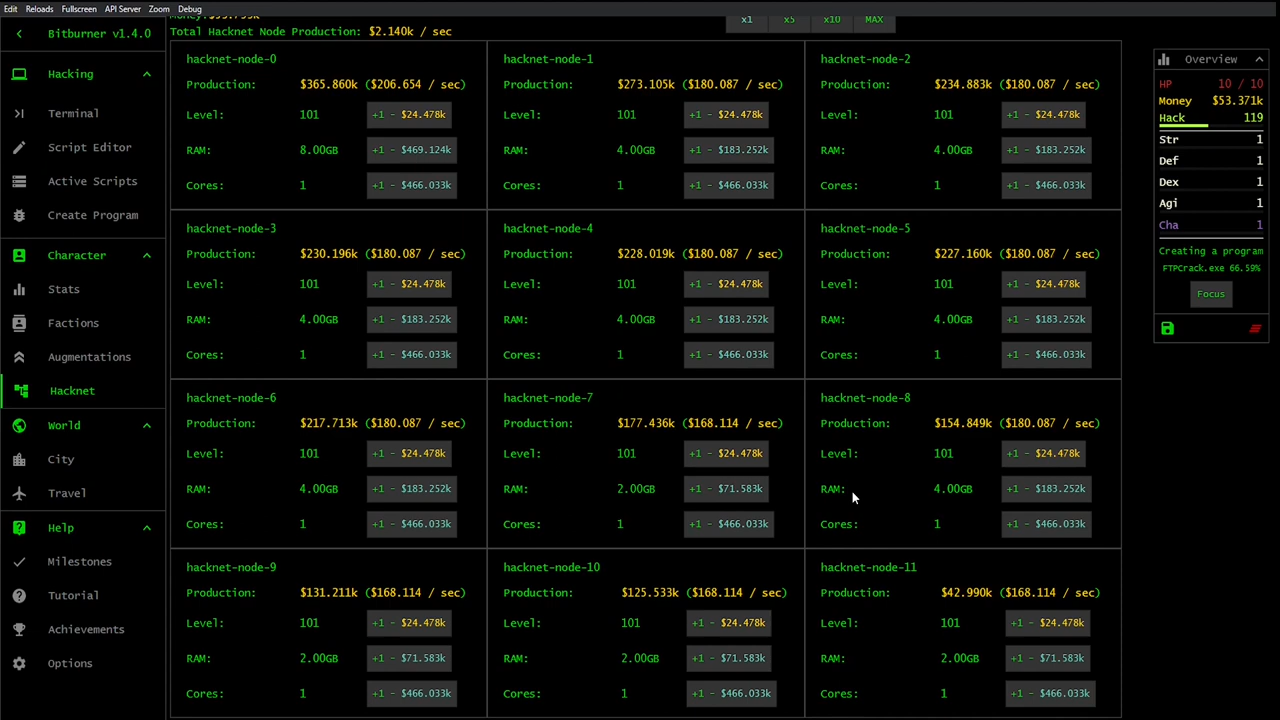 Edit Reloads Fullscreen API Server Zoom Debug
Bitburner v1.4.0
Hacking
Terminal
Script Editor
Active Scripts
Create Program
Character
Stats
Factions
Augmentations
Hacknet
World
City
Travel
Help
Milestones
Tutorial
Achievements
Options
x1 x5 x10 MAX
Total Hacknet Node Production: $2.140k / sec
hacknet-node-0
Production: $365.860k ($206.654 / sec)
Level: 101 +1 - $24.478k
RAM: 8.00GB +1 - $469.124k
Cores: 1 +1 - $466.033k
hacknet-node-1
Production: $273.105k ($180.087 / sec)
Level: 101 +1 - $24.478k
RAM: 4.00GB +1 - $183.252k
Cores: 1 +1 - $466.033k
hacknet-node-2
Production: $234.883k ($180.087 / sec)
Level: 101 +1 - $24.478k
RAM: 4.00GB +1 - $183.252k
Cores: 1 +1 - $466.033k
hacknet-node-3
Production: $230.196k ($180.087 / sec)
Level: 101 +1 - $24.478k
RAM: 4.00GB +1 - $183.252k
Cores: 1 +1 - $466.033k
hacknet-node-4
Production: $228.019k ($180.087 / sec)
Level: 101 +1 - $24.478k
RAM: 4.00GB +1 - $183.252k
Cores: 1 +1 - $466.033k
hacknet-node-5
Production: $227.160k ($180.087 / sec)
Level: 101 +1 - $24.478k
RAM: 4.00GB +1 - $183.252k
Cores: 1 +1 - $466.033k
hacknet-node-6
Production: $217.713k ($180.087 / sec)
Level: 101 +1 - $24.478k
RAM: 4.00GB +1 - $183.252k
Cores: 1 +1 - $466.033k
hacknet-node-7
Production: $177.436k ($168.114 / sec)
Level: 101 +1 - $24.478k
RAM: 2.00GB +1 - $71.583k
Cores: 1 +1 - $466.033k
hacknet-node-8
Production: $154.849k ($180.087 / sec)
Level: 101 +1 - $24.478k
RAM: 4.00GB +1 - $183.252k
Cores: 1 +1 - $466.033k
hacknet-node-9
Production: $131.211k ($168.114 / sec)
Level: 101 +1 - $24.478k
RAM: 2.00GB +1 - $71.583k
Cores: 1 +1 - $466.033k
hacknet-node-10
Production: $125.533k ($168.114 / sec)
Level: 101 +1 - $24.478k
RAM: 2.00GB +1 - $71.583k
Cores: 1 +1 - $466.033k
hacknet-node-11
Production: $42.990k ($168.114 / sec)
Level: 101 +1 - $24.478k
RAM: 2.00GB +1 - $71.583k
Cores: 1 +1 - $466.033k
Overview
HP 10 / 10
Money $53.371k
Hack 119
Str 1
Def 1
Dex 1
Agi 1
Cha 1
Creating a program
FTPCrack.exe 66.59%
Focus